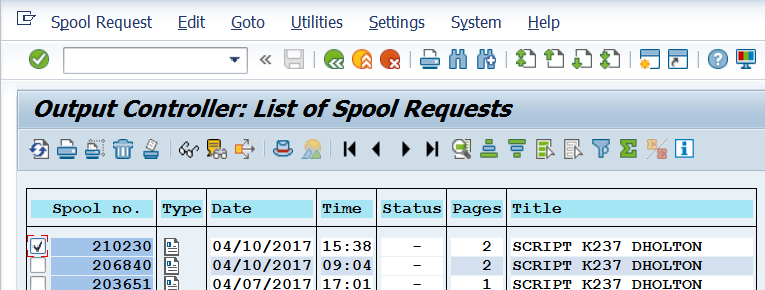 Spool Request Edit Goto Utilities Settings System Help
Output Controller: List of Spool Requests
Spool no. Type Date Time Status Pages Title
210230 04/10/2017 15:38 - 2 SCRIPT K237 DHOLTON
206840 04/10/2017 09:04 - 2 SCRIPT K237 DHOLTON
203651 04/07/2017 17:01 - 1 SCRIPT K237 DHOLTON